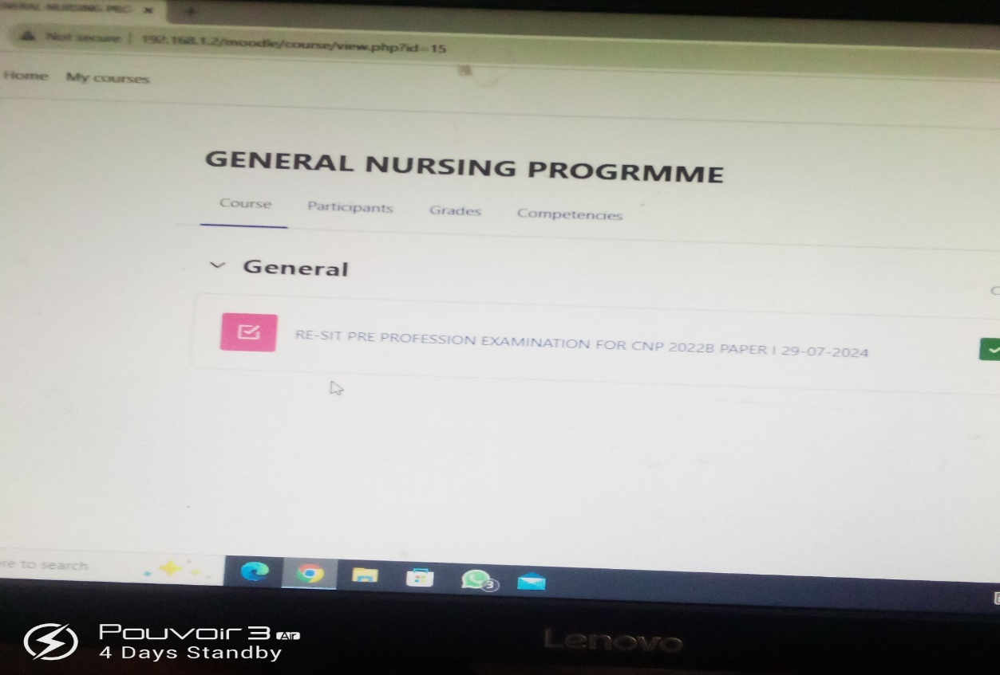 NERAL NURSING PRO
Not secure | 192.168.1.2/moodle/course/view.php?id=15
Home My courses
GENERAL NURSING PROGRMME
Course Participants Grades Competencies
General
C
RE-SIT PRE PROFESSION EXAMINATION FOR CNP 2022B PAPER I 29-07-2024
re to search
3
Lenovo
Pouvoir 3 Air
4 Days Standby